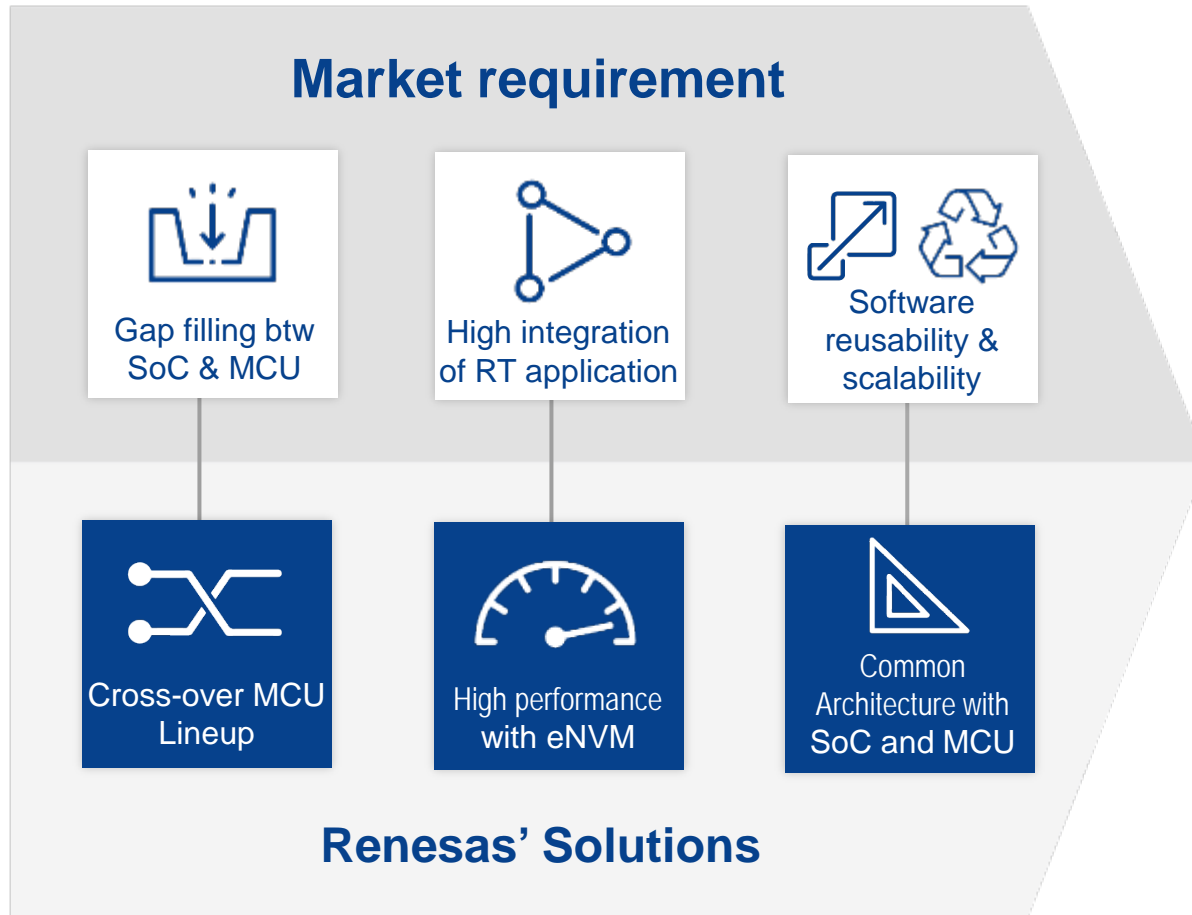 Market requirement
Gap filling btw
SoC & MCU
High integration
of RT application
Software
reusability &
scalability
Cross-over MCU
Lineup
High performance
with eNVM
Common
Architecture with
SoC and MCU
Renesas’ Solutions